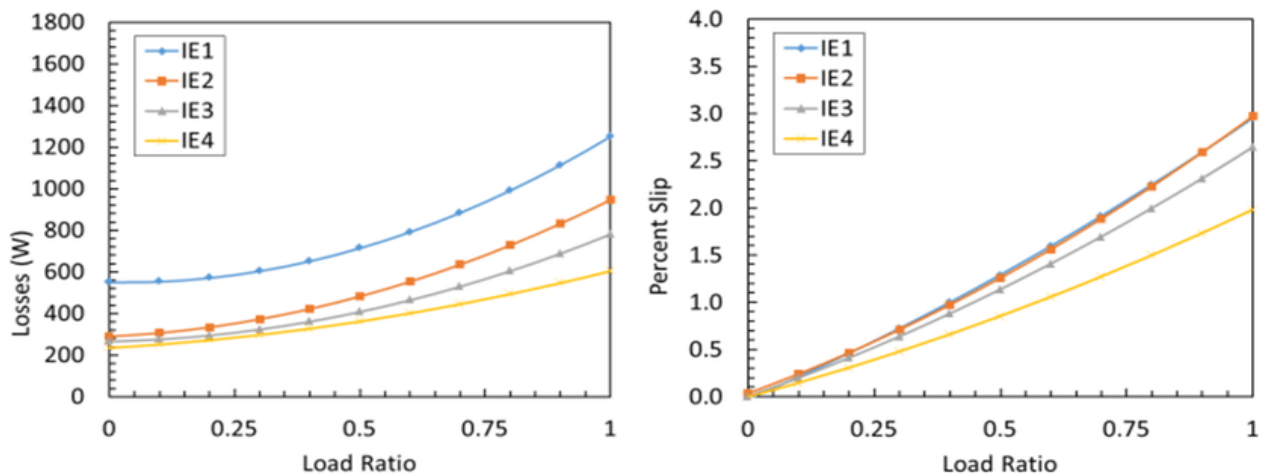 1800
1600
1400
1200
1000
800
600
400
200
0
Losses (W)
IE1
IE2
IE3
IE4
0 0.25 0.5 0.75 1
Load Ratio
4.0
3.5
3.0
2.5
2.0
1.5
1.0
0.5
0.0
Percent Slip
IE1
IE2
IE3
IE4
0 0.25 0.5 0.75 1
Load Ratio